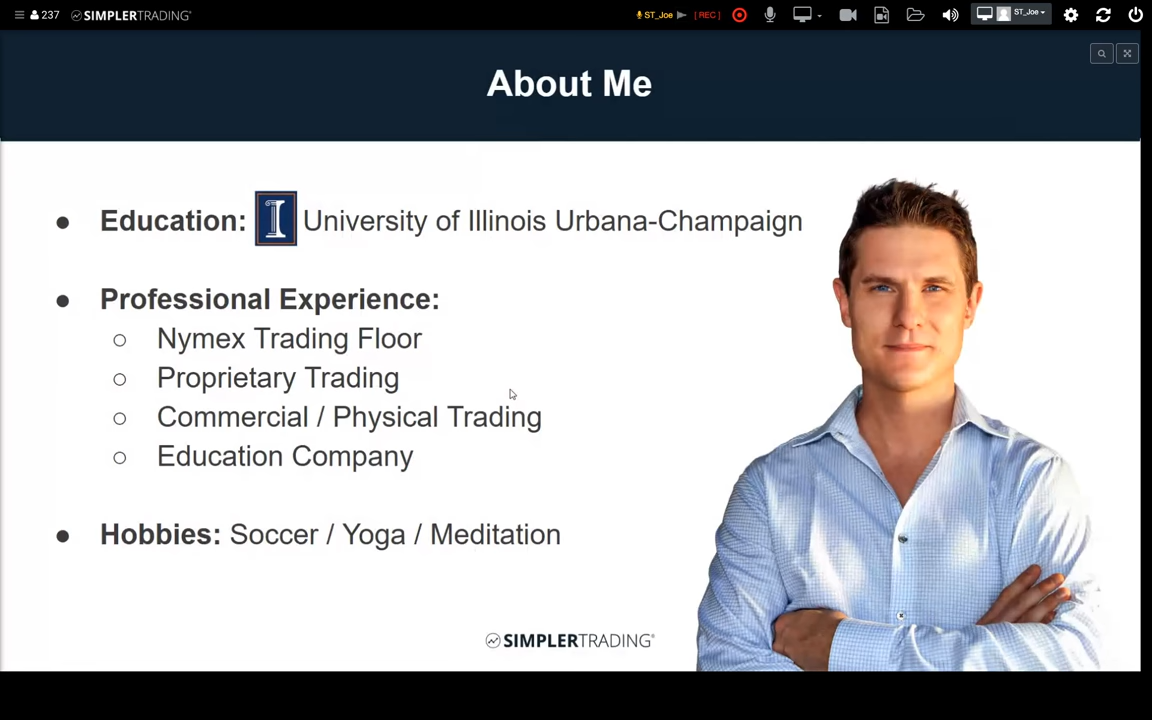 237 SIMPLERTRADING®
ST_Joe [ REC ] ST_Joe
About Me
● Education: I University of Illinois Urbana-Champaign
● Professional Experience:
○ Nymex Trading Floor
○ Proprietary Trading
○ Commercial / Physical Trading
○ Education Company
● Hobbies: Soccer / Yoga / Meditation
SIMPLERTRADING®